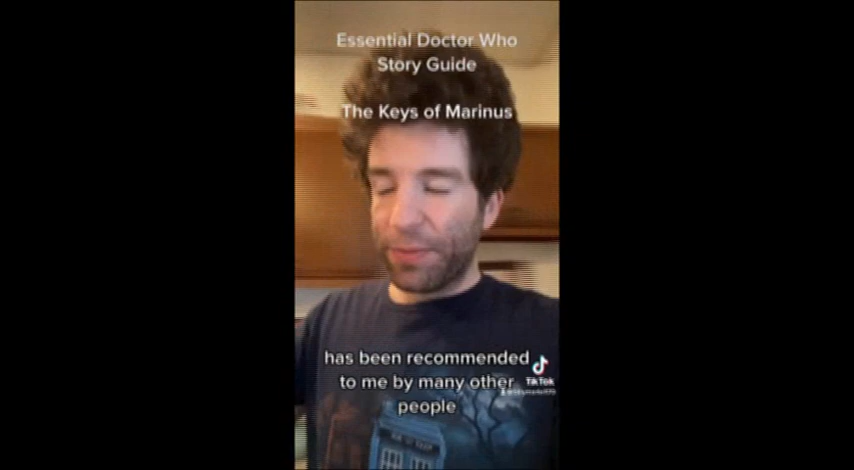 Essential Doctor Who
Story Guide
The Keys of Marinus
has been recommended
to me by many other
people
TikTok